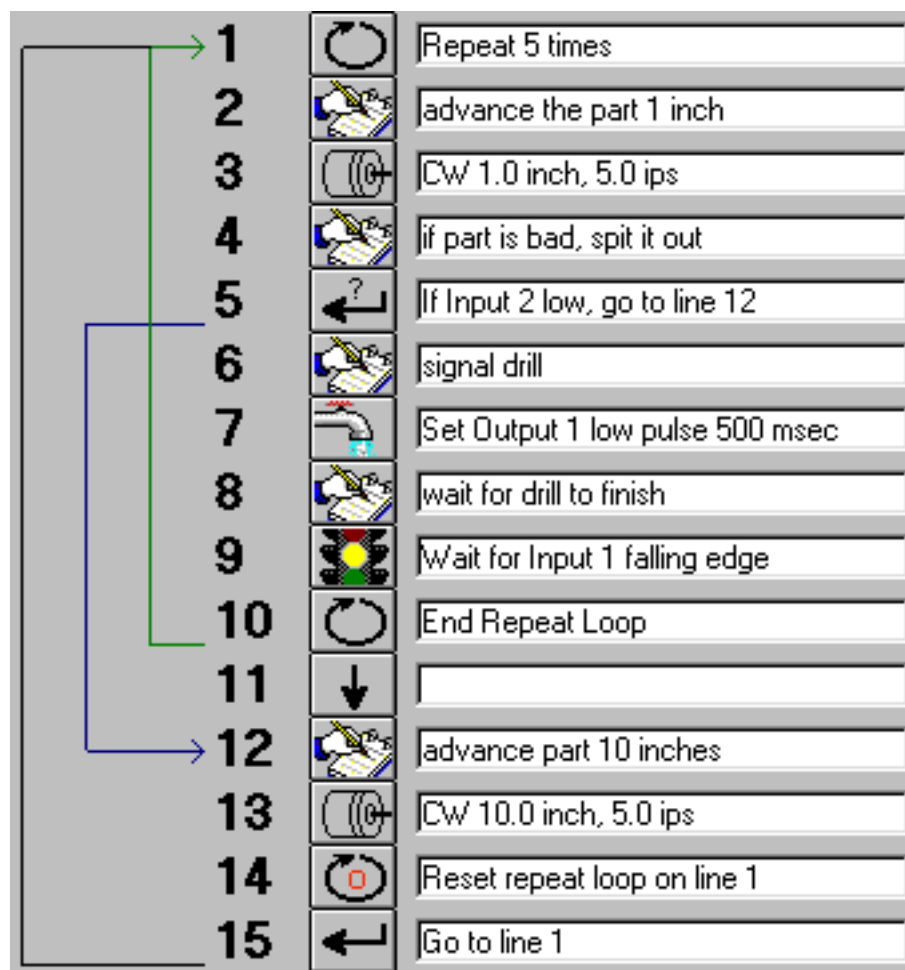 1 Repeat 5 times
2 advance the part 1 inch
3 CW 1.0 inch, 5.0 ips
4 if part is bad, spit it out
5 ? If Input 2 low, go to line 12
6 signal drill
7 Set Output 1 low pulse 500 msec
8 wait for drill to finish
9 Wait for Input 1 falling edge
10 End Repeat Loop
11
12 advance part 10 inches
13 CW 10.0 inch, 5.0 ips
14 0 Reset repeat loop on line 1
15 Go to line 1